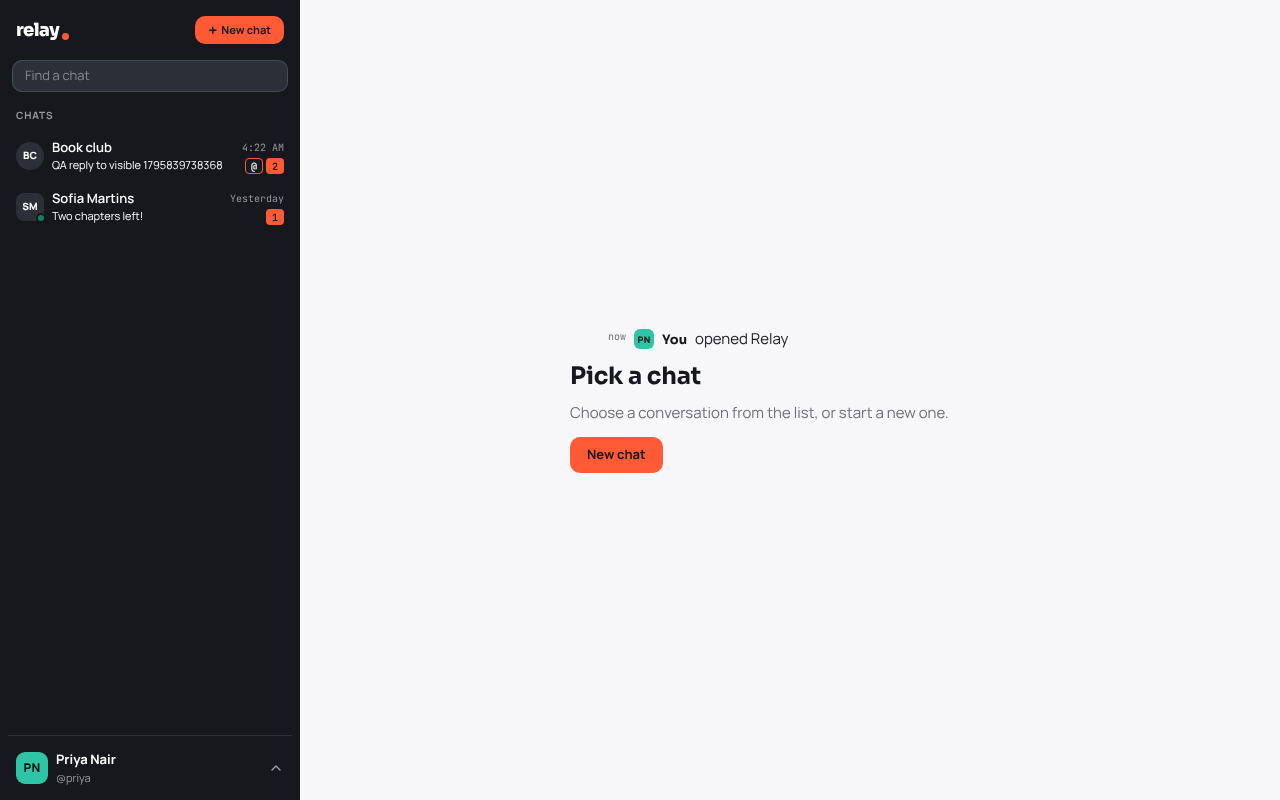 relay.
+ New chat
Find a chat
CHATS
BC Book club 4:22 AM
QA reply to visible 1795839738368 @ 2
SM Sofia Martins Yesterday
Two chapters left! 1
now PN You opened Relay
Pick a chat
Choose a conversation from the list, or start a new one.
New chat
PN Priya Nair
@priya